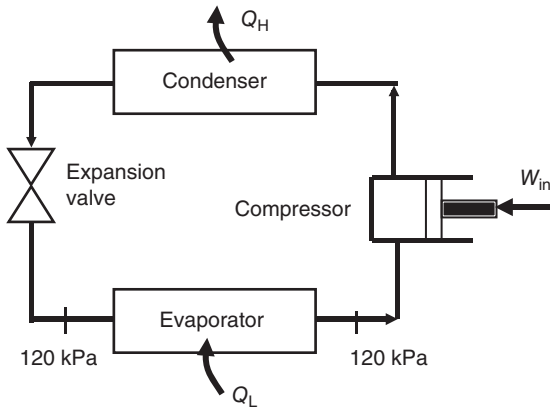 Q_H
Condenser
Expansion
valve
Compressor
W_in
Evaporator
120 kPa
120 kPa
Q_L